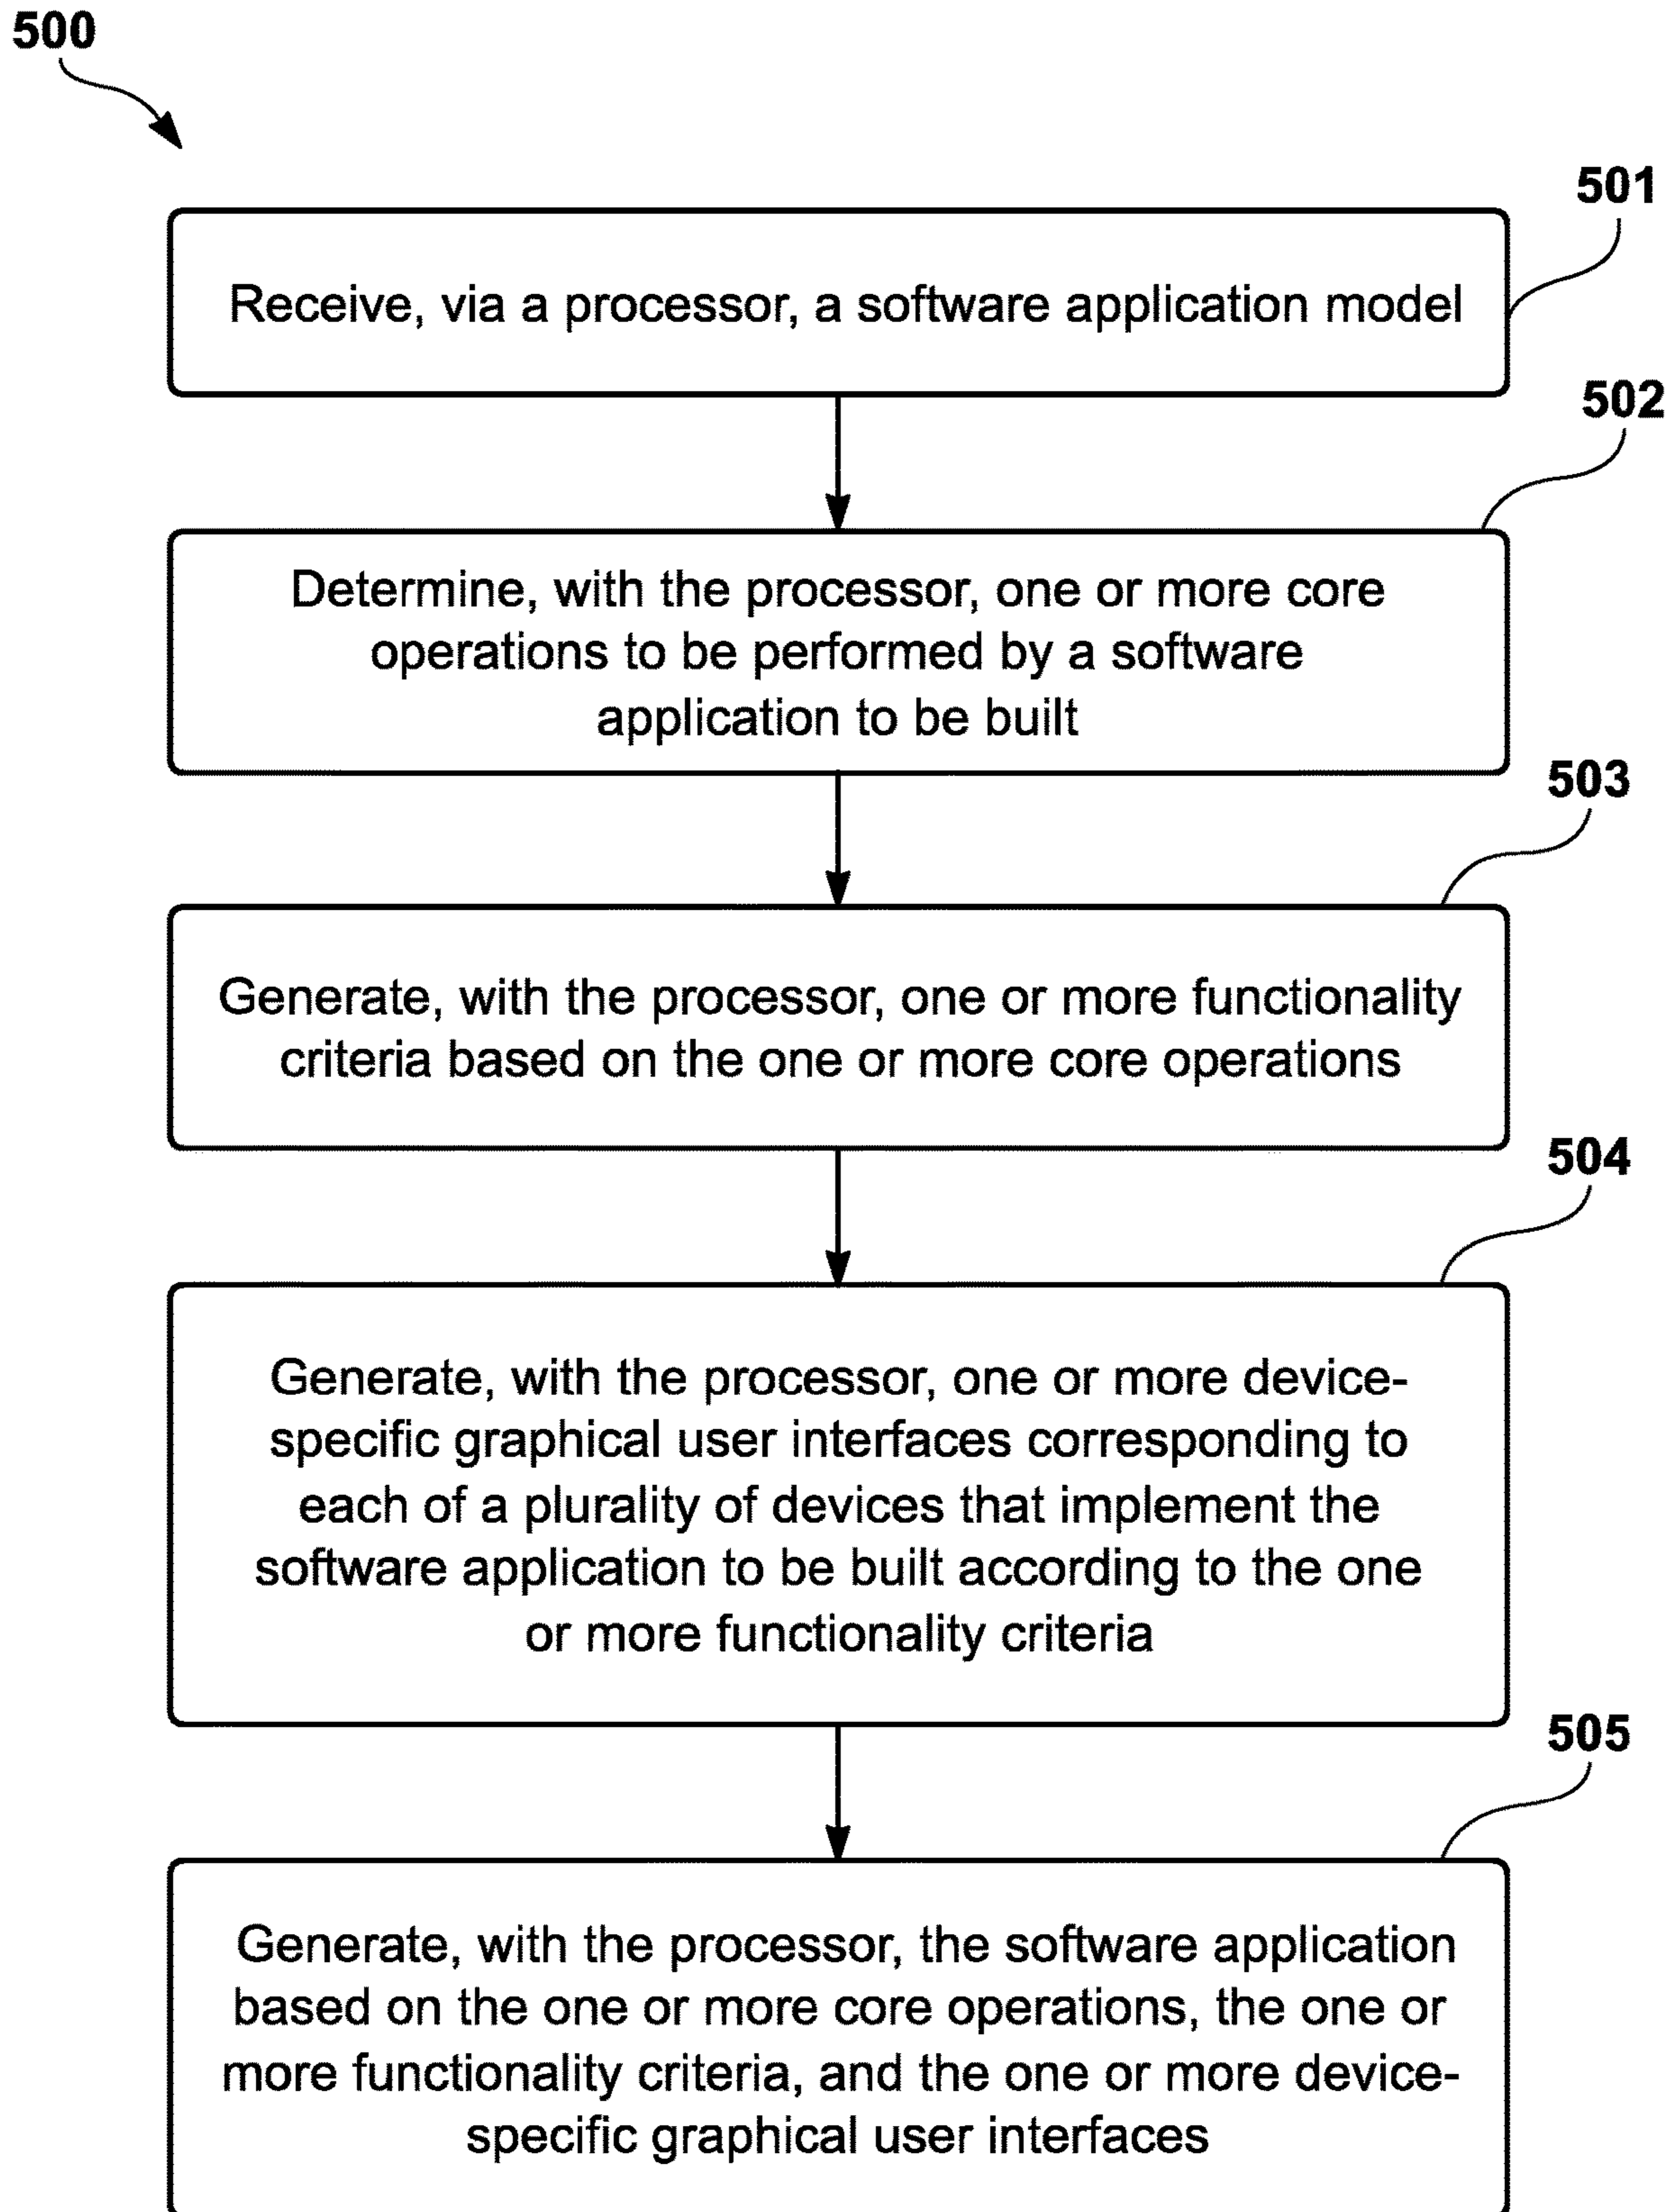 500
501
Receive, via a processor, a software application model
502
Determine, with the processor, one or more core
operations to be performed by a software
application to be built
503
Generate, with the processor, one or more functionality
criteria based on the one or more core operations
504
Generate, with the processor, one or more device-
specific graphical user interfaces corresponding to
each of a plurality of devices that implement the
software application to be built according to the one
or more functionality criteria
505
Generate, with the processor, the software application
based on the one or more core operations, the one or
more functionality criteria, and the one or more device-
specific graphical user interfaces